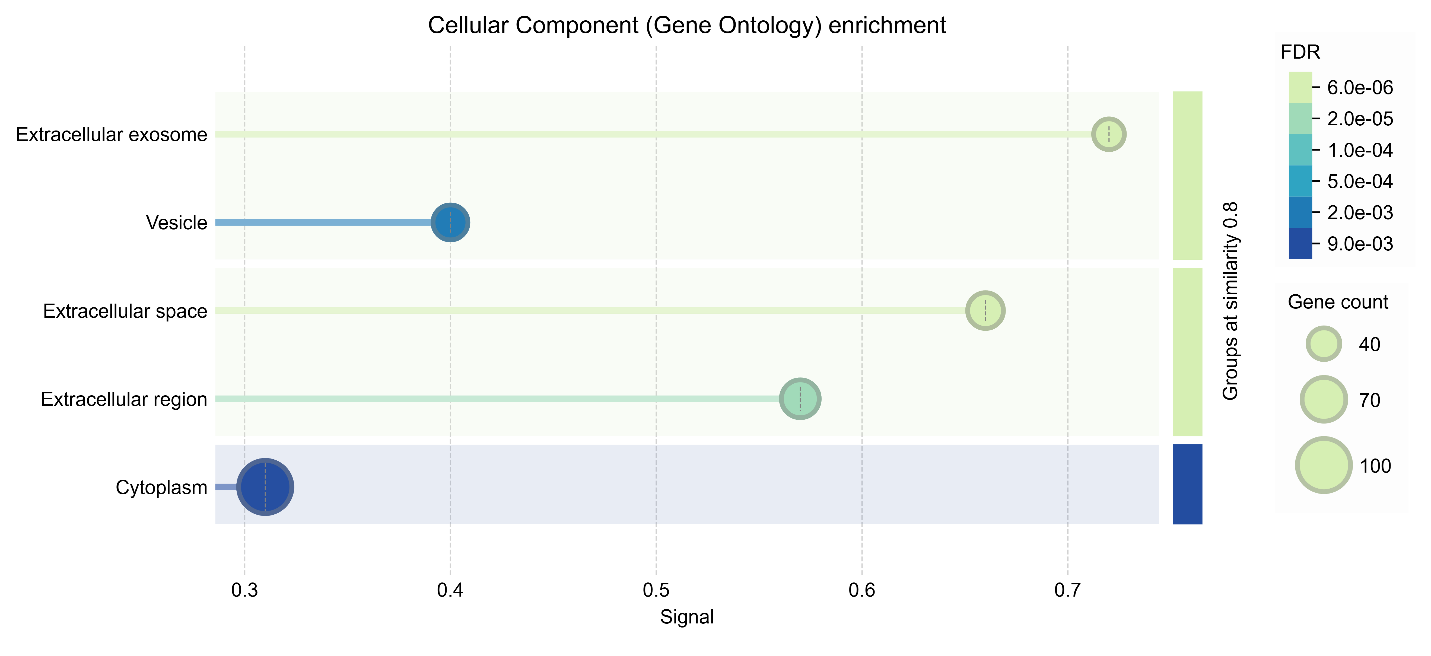 Cellular Component (Gene Ontology) enrichment
Extracellular exosome
Vesicle
Extracellular space
Extracellular region
Cytoplasm
0.3 0.4 0.5 0.6 0.7
Signal
Groups at similarity 0.8
FDR
6.0e-06
2.0e-05
1.0e-04
5.0e-04
2.0e-03
9.0e-03
Gene count
40
70
100